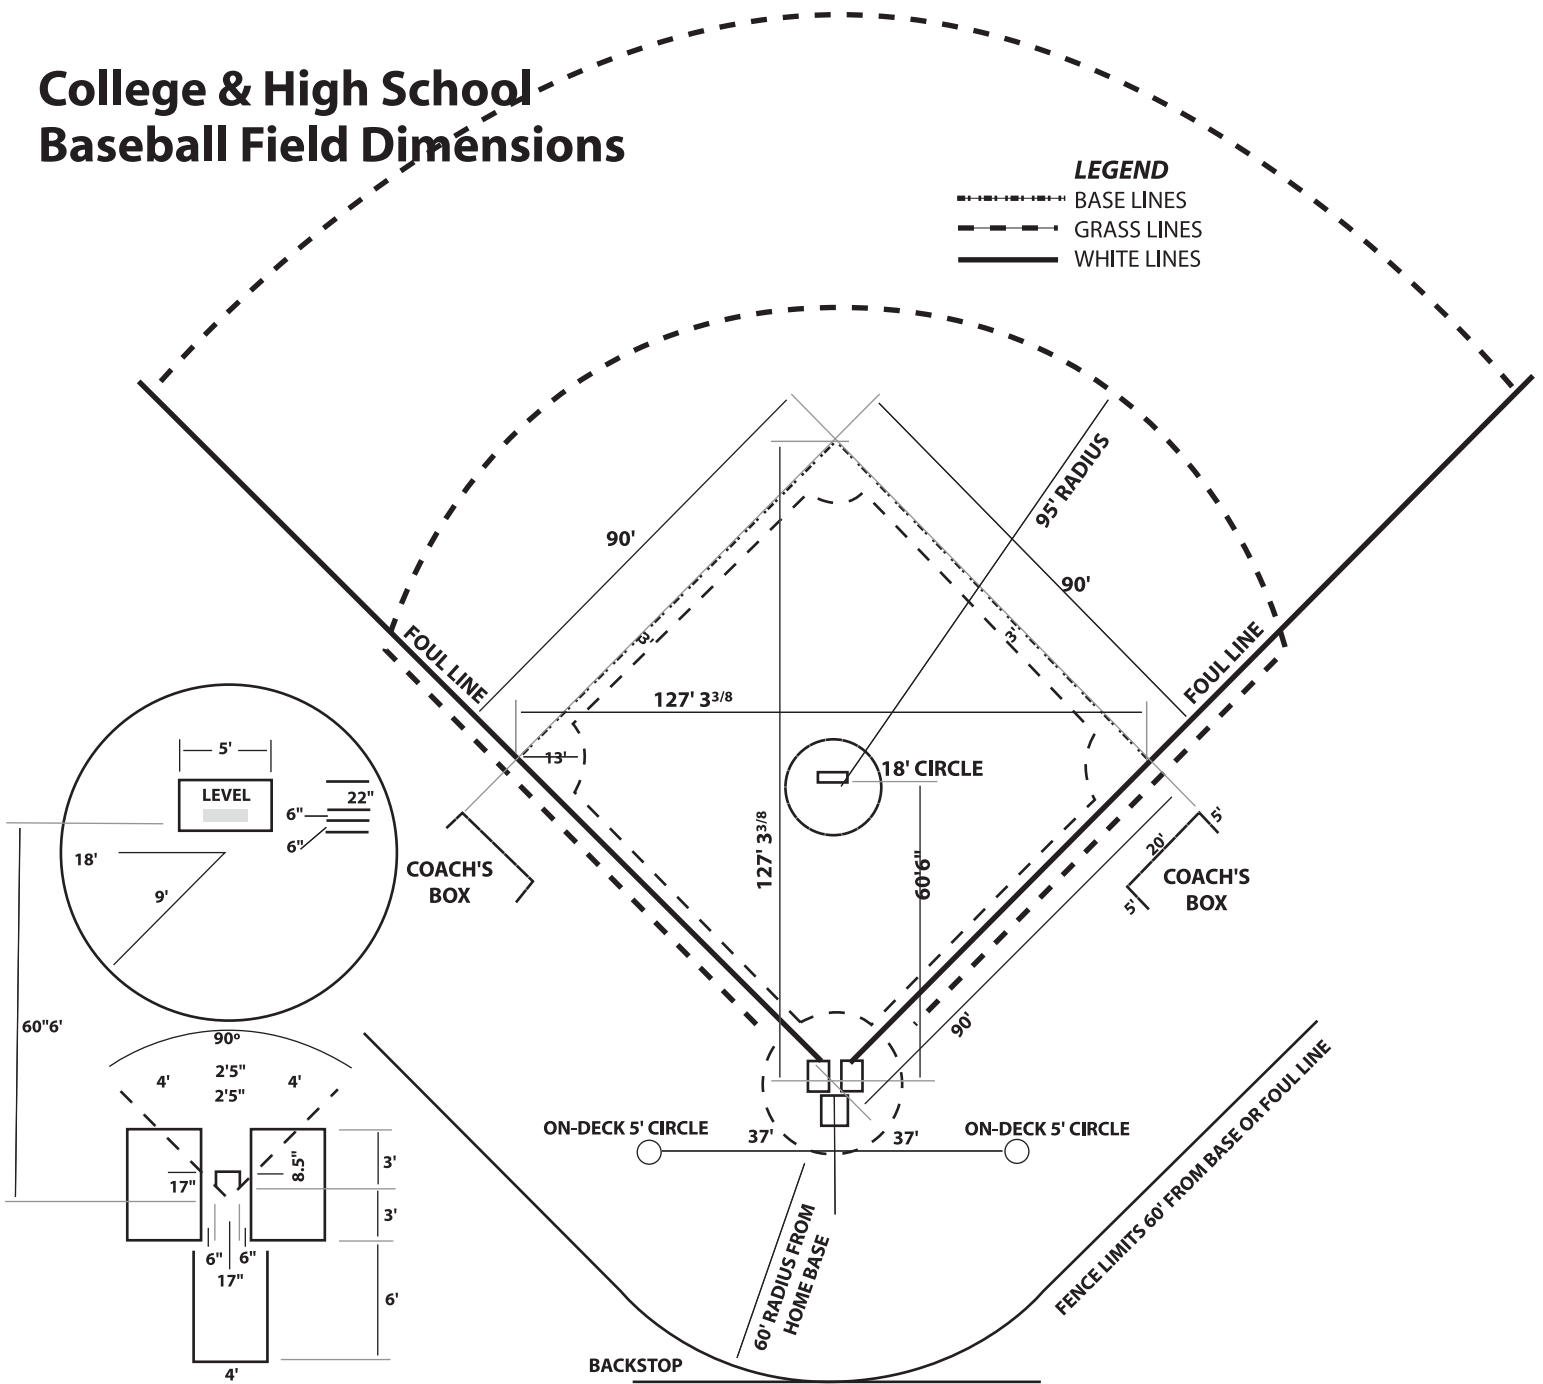 College & High School
Baseball Field Dimensions
LEGEND
BASE LINES
GRASS LINES
WHITE LINES
95' RADIUS
90'
90'
FOUL LINE
FOUL LINE
3'
3'
127' 3 3/8
13'
18' CIRCLE
127' 3 3/8
60'6"
90'
COACH'S
BOX
5'
20'
5'
COACH'S
BOX
5'
LEVEL
22"
6"
6"
18'
9'
60"6'
90º
2'5"
2'5"
4'
4'
17"
8.5"
3'
3'
6"
6"
17"
6'
4'
ON-DECK 5' CIRCLE
37'
37'
ON-DECK 5' CIRCLE
60' RADIUS FROM
HOME BASE
FENCE LIMITS 60' FROM BASE OR FOUL LINE
BACKSTOP